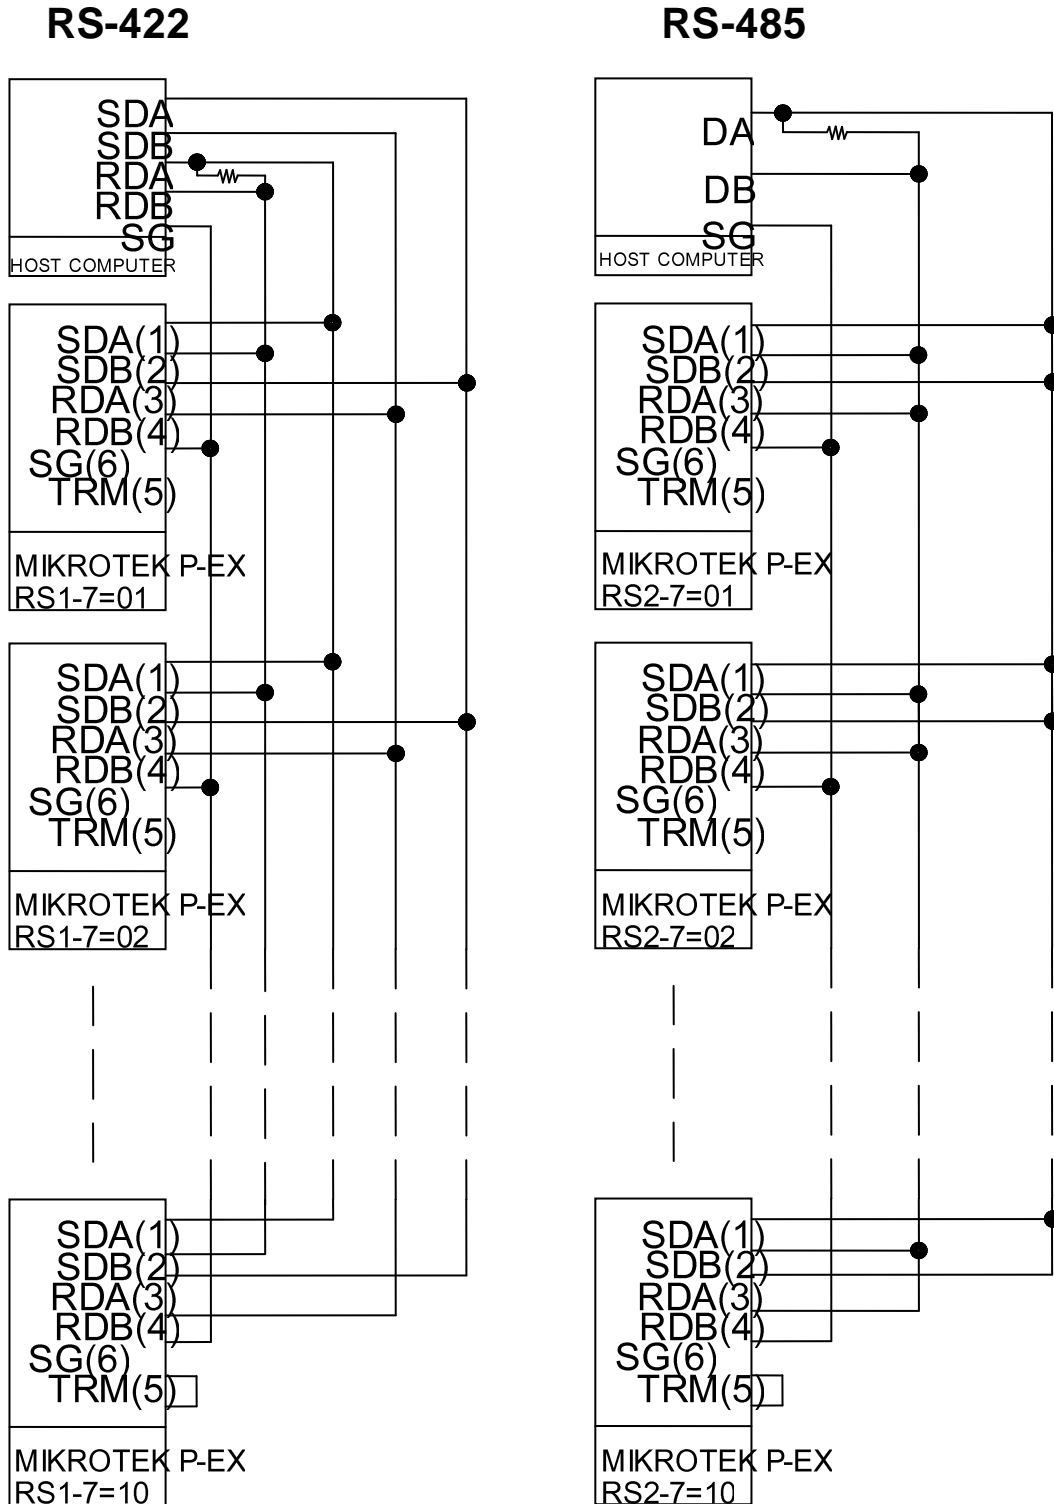 RS-422
SDA
SDB
RDA
RDB
SG
HOST COMPUTER
SDA(1)
SDB(2)
RDA(3)
RDB(4)
SG(6)
TRM(5)
MIKROTEK P-EX
RS1-7=01
SDA(1)
SDB(2)
RDA(3)
RDB(4)
SG(6)
TRM(5)
MIKROTEK P-EX
RS1-7=02
SDA(1)
SDB(2)
RDA(3)
RDB(4)
SG(6)
TRM(5)
MIKROTEK P-EX
RS1-7=10
RS-485
DA
DB
SG
HOST COMPUTER
SDA(1)
SDB(2)
RDA(3)
RDB(4)
SG(6)
TRM(5)
MIKROTEK P-EX
RS2-7=01
SDA(1)
SDB(2)
RDA(3)
RDB(4)
SG(6)
TRM(5)
MIKROTEK P-EX
RS2-7=02
SDA(1)
SDB(2)
RDA(3)
RDB(4)
SG(6)
TRM(5)
MIKROTEK P-EX
RS2-7=10